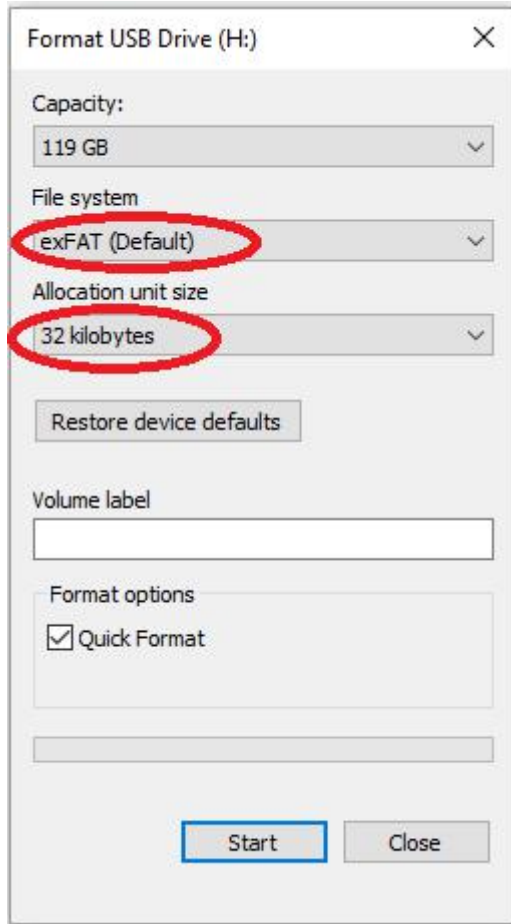 Format USB Drive (H:)
Capacity:
119 GB
File system
exFAT (Default)
Allocation unit size
32 kilobytes
Restore device defaults
Volume label
Format options
Quick Format
Start
Close